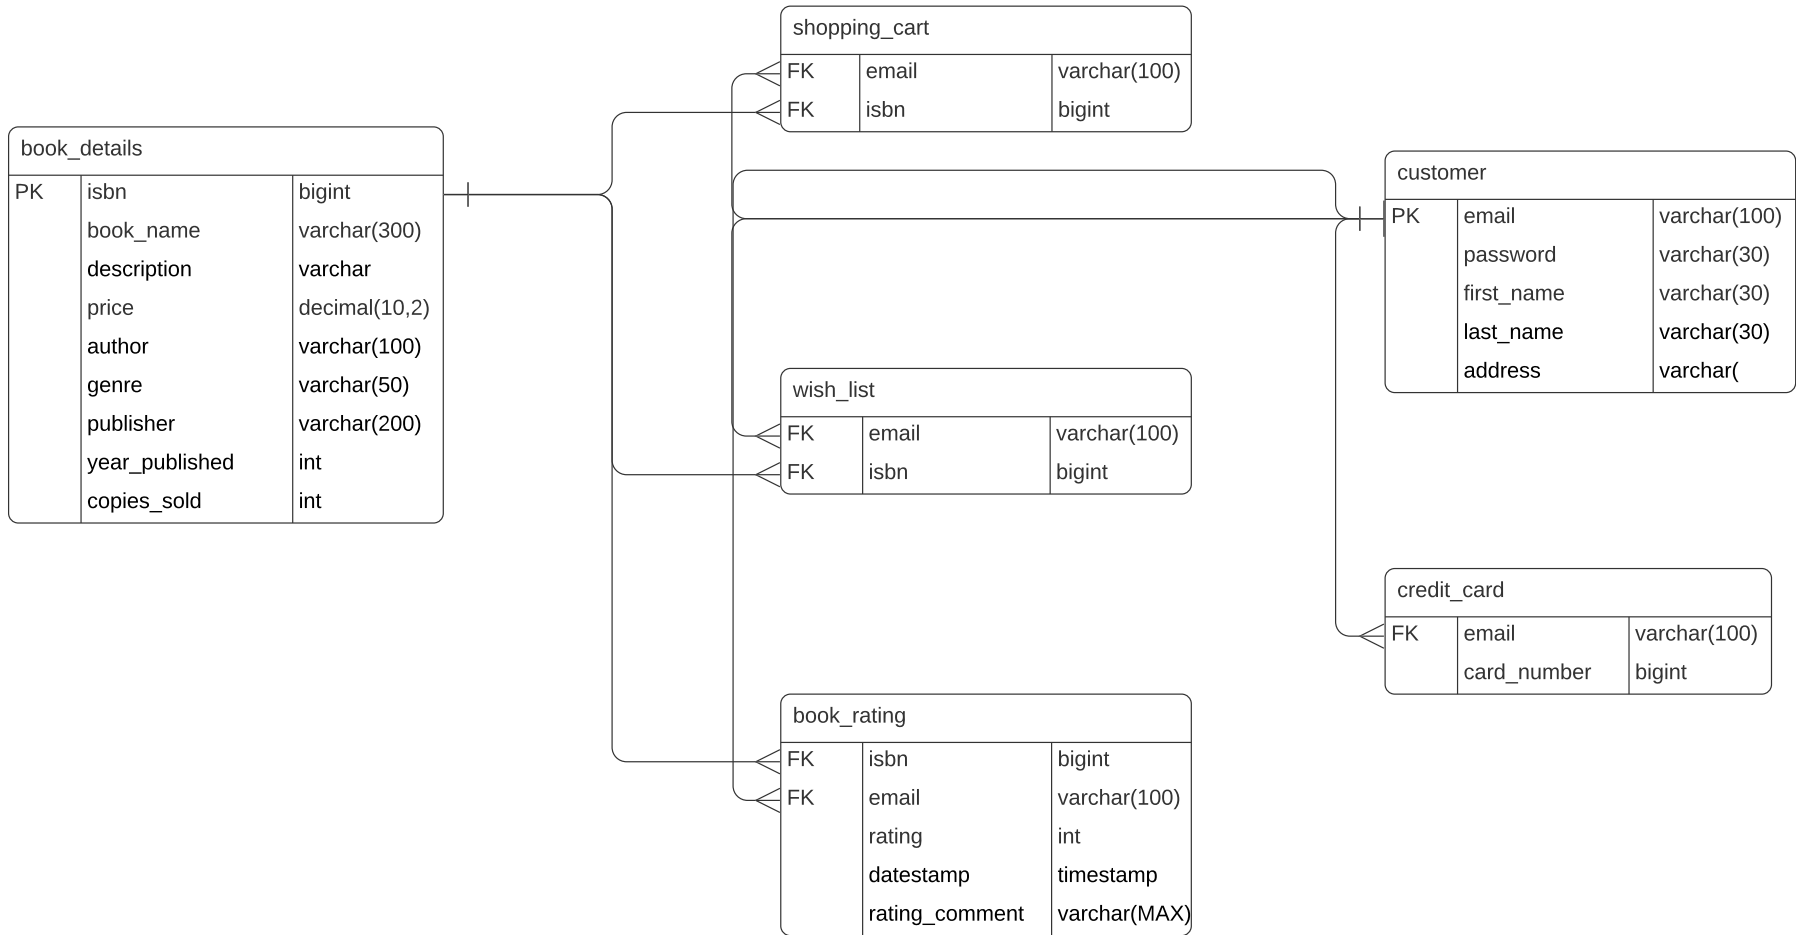 shopping_cart
FK email varchar(100)
FK isbn bigint
book_details
PK isbn bigint
book_name varchar(300)
description varchar
price decimal(10,2)
author varchar(100)
genre varchar(50)
publisher varchar(200)
year_published int
copies_sold int
customer
PK email varchar(100)
password varchar(30)
first_name varchar(30)
last_name varchar(30)
address varchar(
wish_list
FK email varchar(100)
FK isbn bigint
credit_card
FK email varchar(100)
card_number bigint
book_rating
FK isbn bigint
FK email varchar(100)
rating int
datestamp timestamp
rating_comment varchar(MAX)